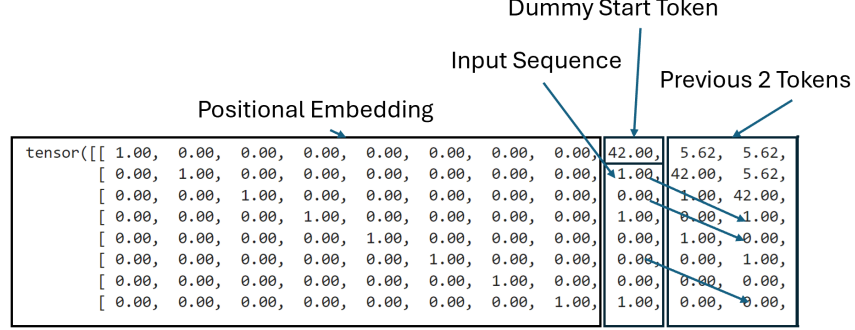 Dummy Start Token
Input Sequence
Previous 2 Tokens
Positional Embedding
tensor([[ 1.00, 0.00, 0.00, 0.00, 0.00, 0.00, 0.00, 0.00, 42.00, 5.62, 5.62,
[ 0.00, 1.00, 0.00, 0.00, 0.00, 0.00, 0.00, 0.00, 1.00, 42.00, 5.62,
[ 0.00, 0.00, 1.00, 0.00, 0.00, 0.00, 0.00, 0.00, 0.00, 1.00, 42.00,
[ 0.00, 0.00, 0.00, 1.00, 0.00, 0.00, 0.00, 0.00, 1.00, 0.00, 1.00,
[ 0.00, 0.00, 0.00, 0.00, 1.00, 0.00, 0.00, 0.00, 0.00, 1.00, 0.00,
[ 0.00, 0.00, 0.00, 0.00, 0.00, 1.00, 0.00, 0.00, 0.00, 0.00, 1.00,
[ 0.00, 0.00, 0.00, 0.00, 0.00, 0.00, 1.00, 0.00, 0.00, 0.00, 0.00,
[ 0.00, 0.00, 0.00, 0.00, 0.00, 0.00, 0.00, 1.00, 1.00, 0.00, 0.00,